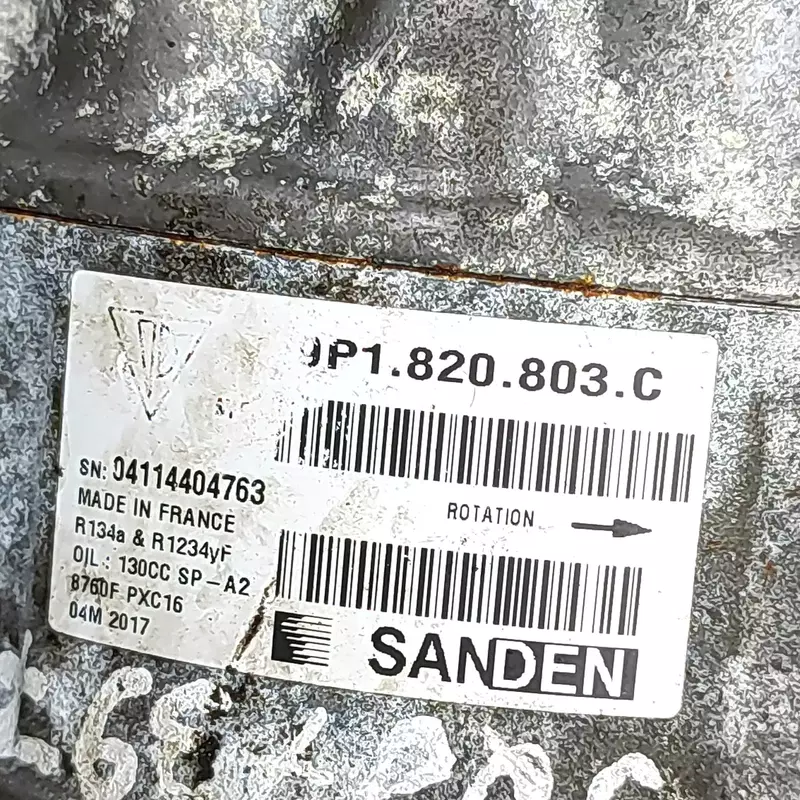 9P1.820.803.C
SN: 04114404763
MADE IN FRANCE
R134a & R1234yF
OIL : 130CC SP-A2
8760F PXC16
04M 2017
ROTATION
SANDEN